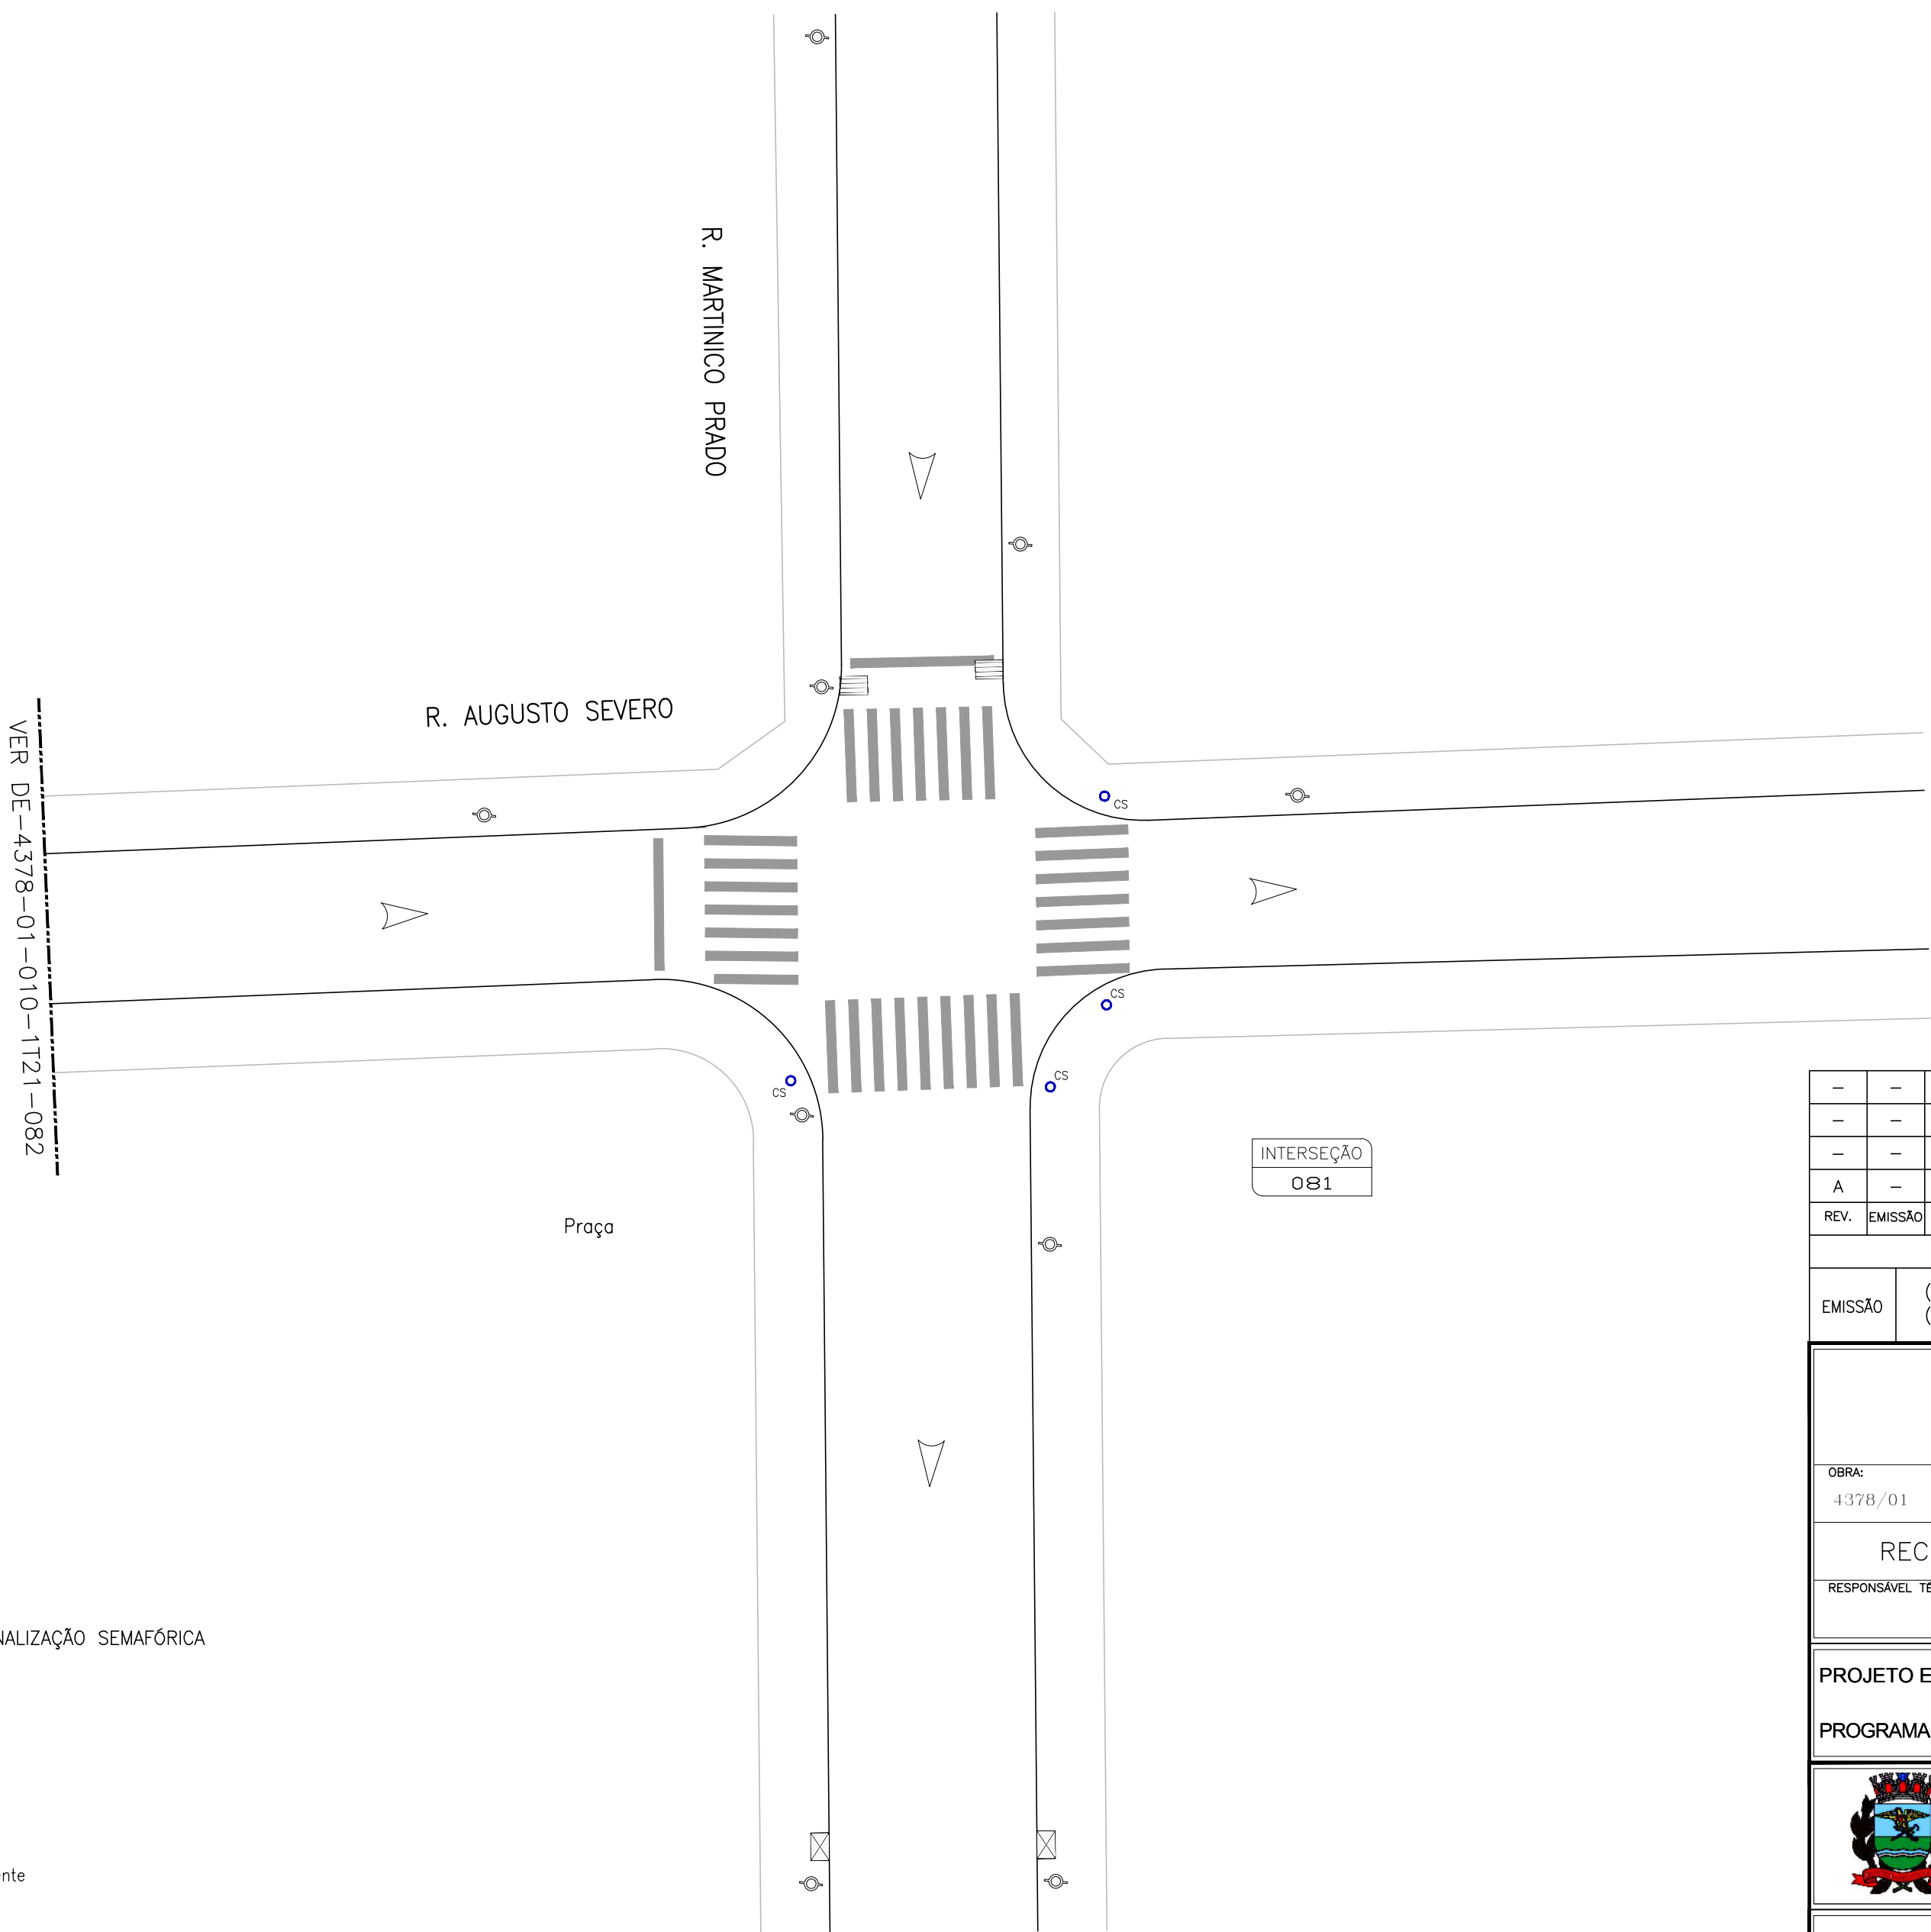 R. MARTINICO PRADO
R. AUGUSTO SEVERO
VER DE-4378-01-010-1T21-082
CS
CS
CS
CS
INTERSEÇÃO
081
Praça
- -
- -
- -
A -
REV. EMISSÃO
EMISSÃO
OBRA:
4378/01
REC
RESPONSÁVEL TÉ
PROJETO E
PROGRAMA
NALIZAÇÃO SEMAFÓRICA
nte